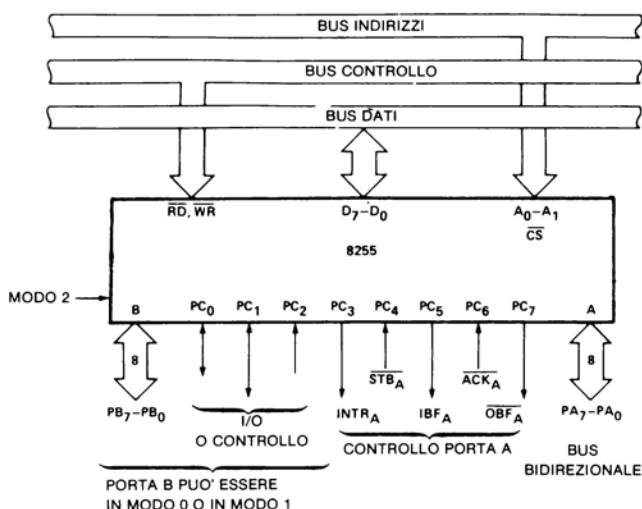 BUS INDIRIZZI
BUS CONTROLLO
BUS DATI
RD, WR
D7-D0
A0-A1
CS
8255
MODO 2
B
PC0
PC1
PC2
PC3
PC4
PC5
PC6
PC7
A
8
8
STBA
ACKA
PB7-PB0
I/O
O CONTROLLO
INTRA
IBFA
OBFA
CONTROLLO PORTA A
PA7-PA0
BUS
BIDIREZIONALE
PORTA B PUO' ESSERE
IN MODO 0 O IN MODO 1